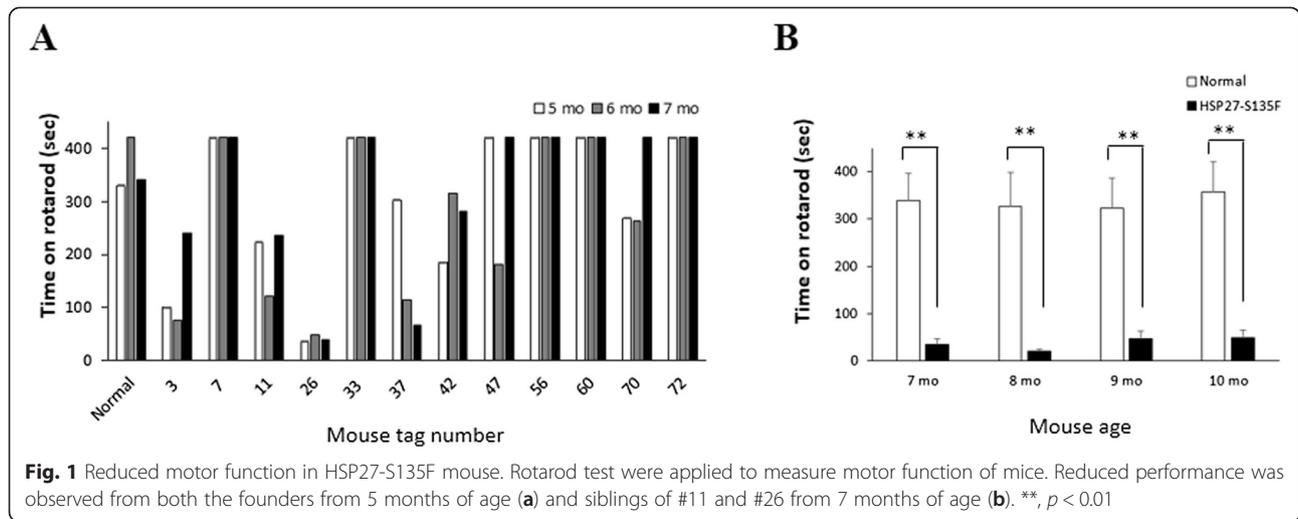 A
B
□ 5 mo ■ 6 mo ■ 7 mo
Time on rotarod (sec)
400
300
200
100
0
Normal 3 7 11 26 33 37 42 47 56 60 70 72
Mouse tag number
□ Normal
■ HSP27-S135F
** ** ** **
Time on rotarod (sec)
400
300
200
100
0
7 mo 8 mo 9 mo 10 mo
Mouse age
Fig. 1 Reduced motor function in HSP27-S135F mouse. Rotarod test were applied to measure motor function of mice. Reduced performance was
observed from both the founders from 5 months of age (a) and siblings of #11 and #26 from 7 months of age (b). **, p < 0.01